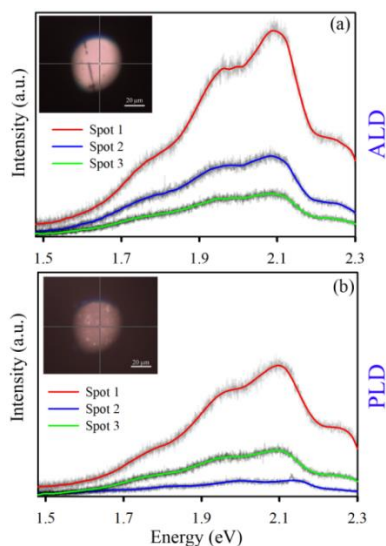 (a)
20 μm
Spot 1
Spot 2
Spot 3
Intensity (a.u.)
ALD
1.5 1.7 1.9 2.1 2.3
(b)
20 μm
Spot 1
Spot 2
Spot 3
Intensity (a.u.)
PLD
1.5 1.7 1.9 2.1 2.3
Energy (eV)